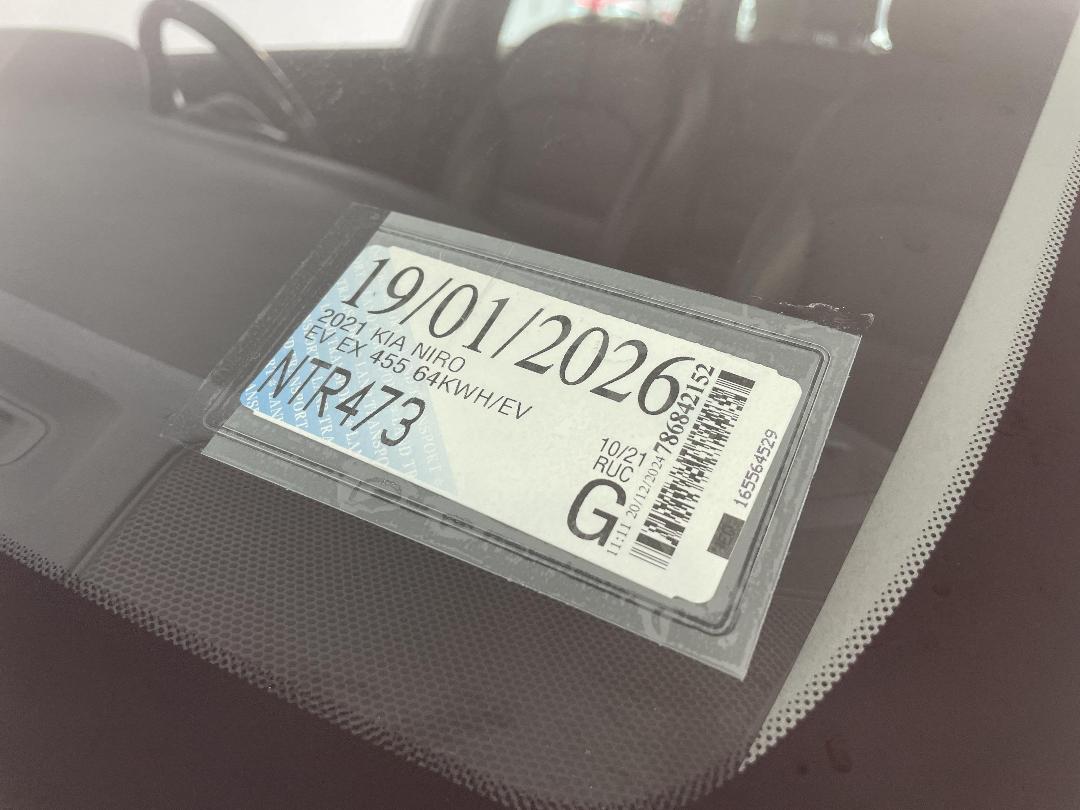 19/01/2026
2021 KIA NIRO
EV EX 455 64KWH/EV
NTR473
10/21
RUC
G
11:11 20/12/2024
786842152
165564529